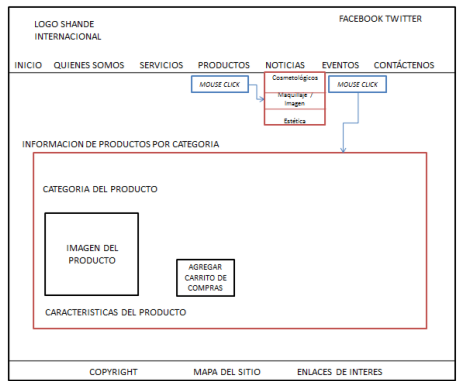 LOGO SHANDE
INTERNACIONAL
FACEBOOK TWITTER
INICIO QUIENES SOMOS SERVICIOS PRODUCTOS NOTICIAS EVENTOS CONTÁCTENOS
MOUSE CLICK
Cosmetológicos
Maquillaje /
Imagen
Estética
MOUSE CLICK
INFORMACION DE PRODUCTOS POR CATEGORIA
CATEGORIA DEL PRODUCTO
IMAGEN DEL
PRODUCTO
AGREGAR
CARRITO DE
COMPRAS
CARACTERISTICAS DEL PRODUCTO
COPYRIGHT MAPA DEL SITIO ENLACES DE INTERES